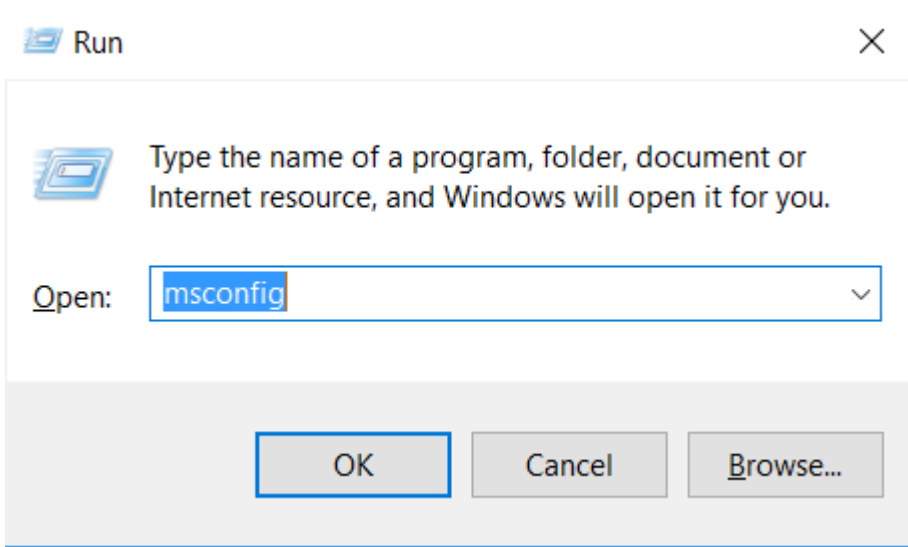 Run
Type the name of a program, folder, document or
Internet resource, and Windows will open it for you.
Open: msconfig
OK Cancel Browse...